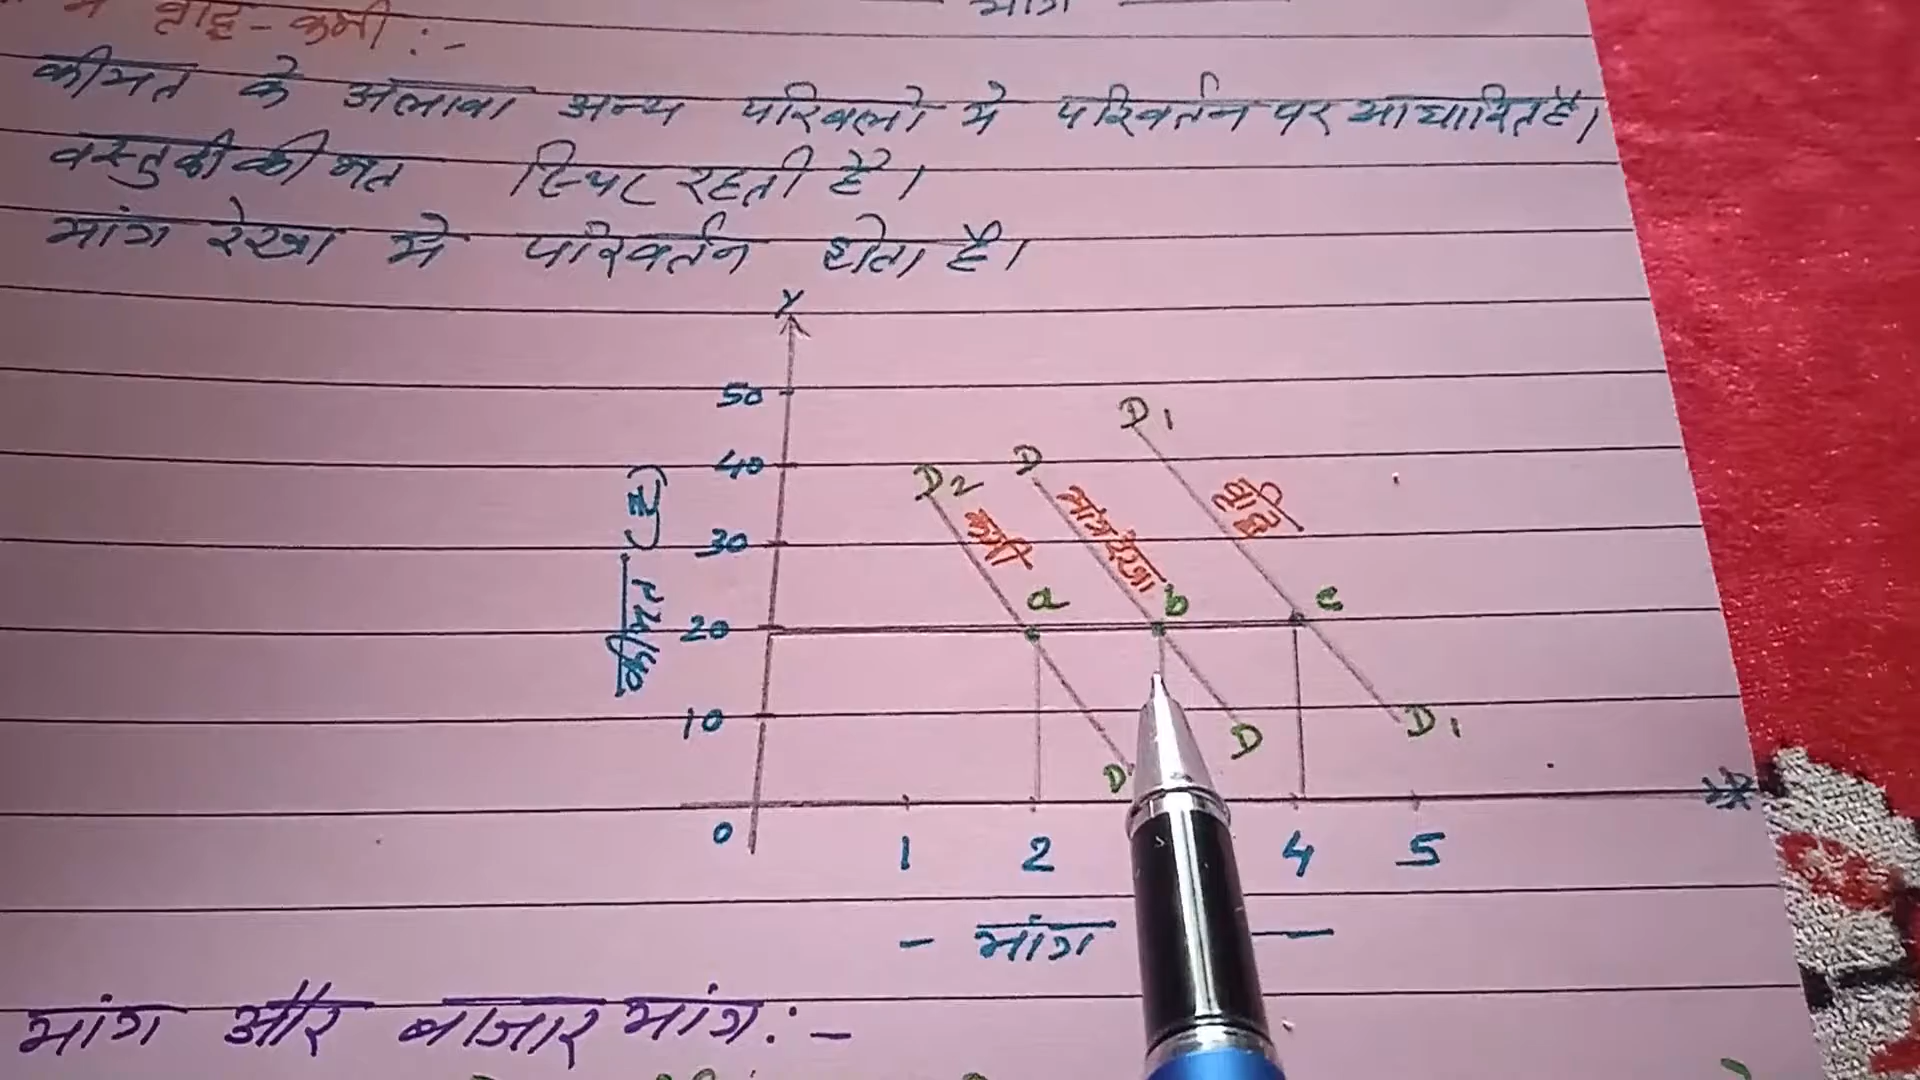 मांग
में वृद्धि - कमी :-
कीमत के अलावा अन्य परिबलो मे परिवर्तन पर आधारित है।
वस्तु की कीमत स्थिर रहती है।
मांग रेखा मे परिवर्तन होता है।
Y
50
40
30
20
10
0
कीमत (रु)
D2 D D1
कमी मांग रेखा वृद्धि
a b c
D D D1
1 2 4 5
X
- मांग -
मांग और बाजार मांग :-